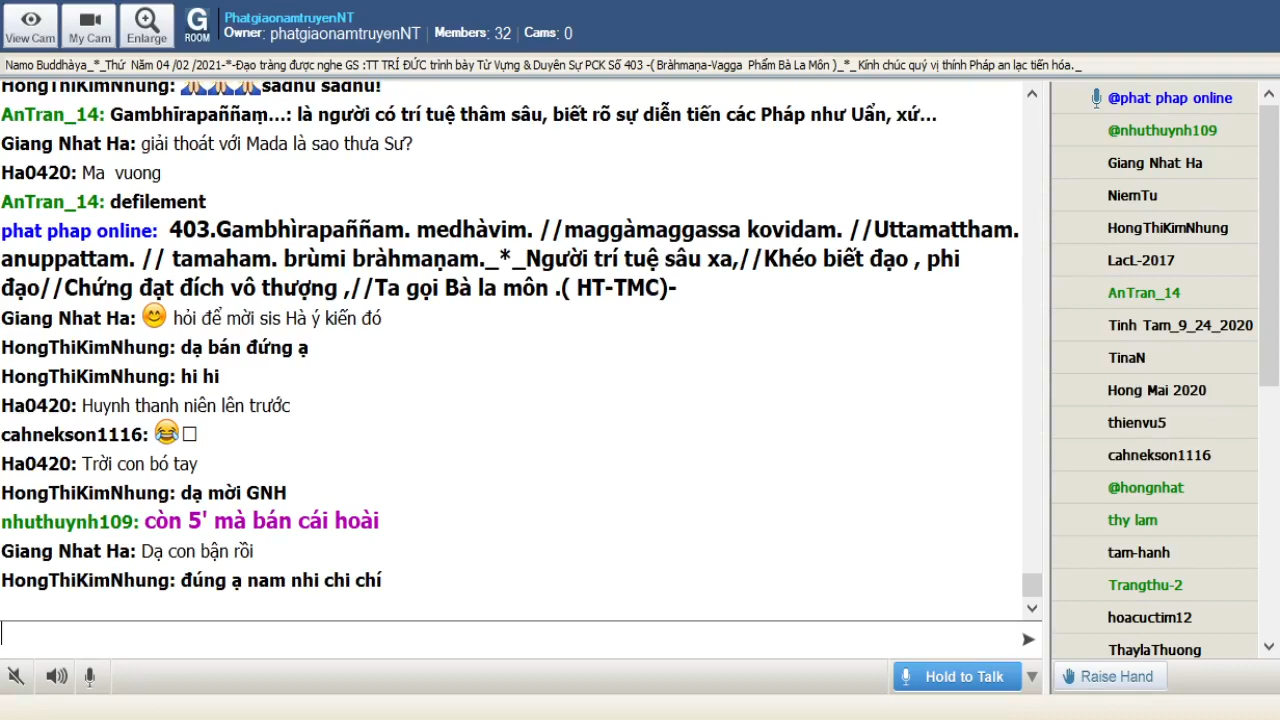 View Cam
My Cam
Enlarge
G
ROOM
PhatgiaonamtruyenNT
Owner: phatgiaonamtruyenNT | Members: 32 | Cams: 0
Namo Buddhàya_*_Thứ Năm 04 /02 /2021-*-Đạo tràng được nghe GS :TT TRÍ ĐỨC trình bày Từ Vựng & Duyên Sự PCK Số 403 -( Bràhmaṇa-Vagga Phẩm Bà La Môn )_*_ Kính chúc quý vị thính Pháp an lạc tiến hóa._
HongThiKimNhung: 🙏🙏🙏sadhu sadhu!
AnTran_14: Gambhīrapaññaṃ...: là người có trí tuệ thâm sâu, biết rõ sự diễn tiến các Pháp như Uẩn, xứ...
Giang Nhat Ha: giải thoát với Mada là sao thưa Sư?
Ha0420: Ma vuong
AnTran_14: defilement
phat phap online: 403.Gambhìrapaññam. medhàvim. //maggàmaggassa kovidam. //Uttamattham.
anuppattam. // tamaham. brùmi bràhmaṇam._*_Người trí tuệ sâu xa,//Khéo biết đạo , phi
đạo//Chứng đạt đích vô thượng ,//Ta gọi Bà la môn .( HT-TMC)-
Giang Nhat Ha: 😊 hỏi để mời sis Hà ý kiến đó
HongThiKimNhung: dạ bán đứng ạ
HongThiKimNhung: hi hi
Ha0420: Huynh thanh niên lên trước
cahnekson1116: 😂□
Ha0420: Trời con bó tay
HongThiKimNhung: dạ mời GNH
nhuthuynh109: còn 5' mà bán cái hoài
Giang Nhat Ha: Dạ con bận rồi
HongThiKimNhung: đúng ạ nam nhi chi chí
Hold to Talk
@phat phap online
@nhuthuynh109
Giang Nhat Ha
NiemTu
HongThiKimNhung
LacL-2017
AnTran_14
Tinh Tam_9_24_2020
TinaN
Hong Mai 2020
thienvu5
cahnekson1116
@hongnhat
thy lam
tam-hanh
Trangthu-2
hoacuctim12
ThaylaThuong
Raise Hand